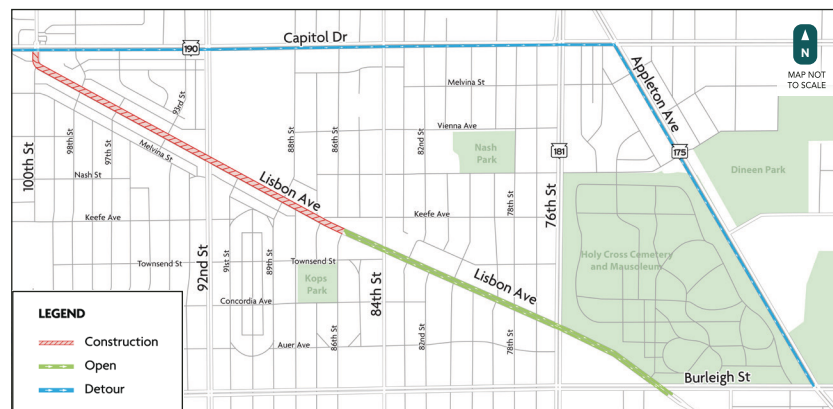 Capitol Dr
190
N
MAP NOT
TO SCALE
Appleton Ave
Melvina St
93rd St
Vienna Ave
98th St
97th St
Melvina St
88th St
86th St
82nd St
Nash
Park
181
175
Dineen Park
100th St
Nash St
Lisbon Ave
76th St
78th St
Keefe Ave
Keefe Ave
92nd St
91st St
89th St
Townsend St
Townsend St
Holy Cross Cemetery
and Mausoleum
Kops
Park
84th St
Lisbon Ave
Concordia Ave
86th St
82nd St
78th St
Auer Ave
Burleigh St
LEGEND
Construction
Open
Detour